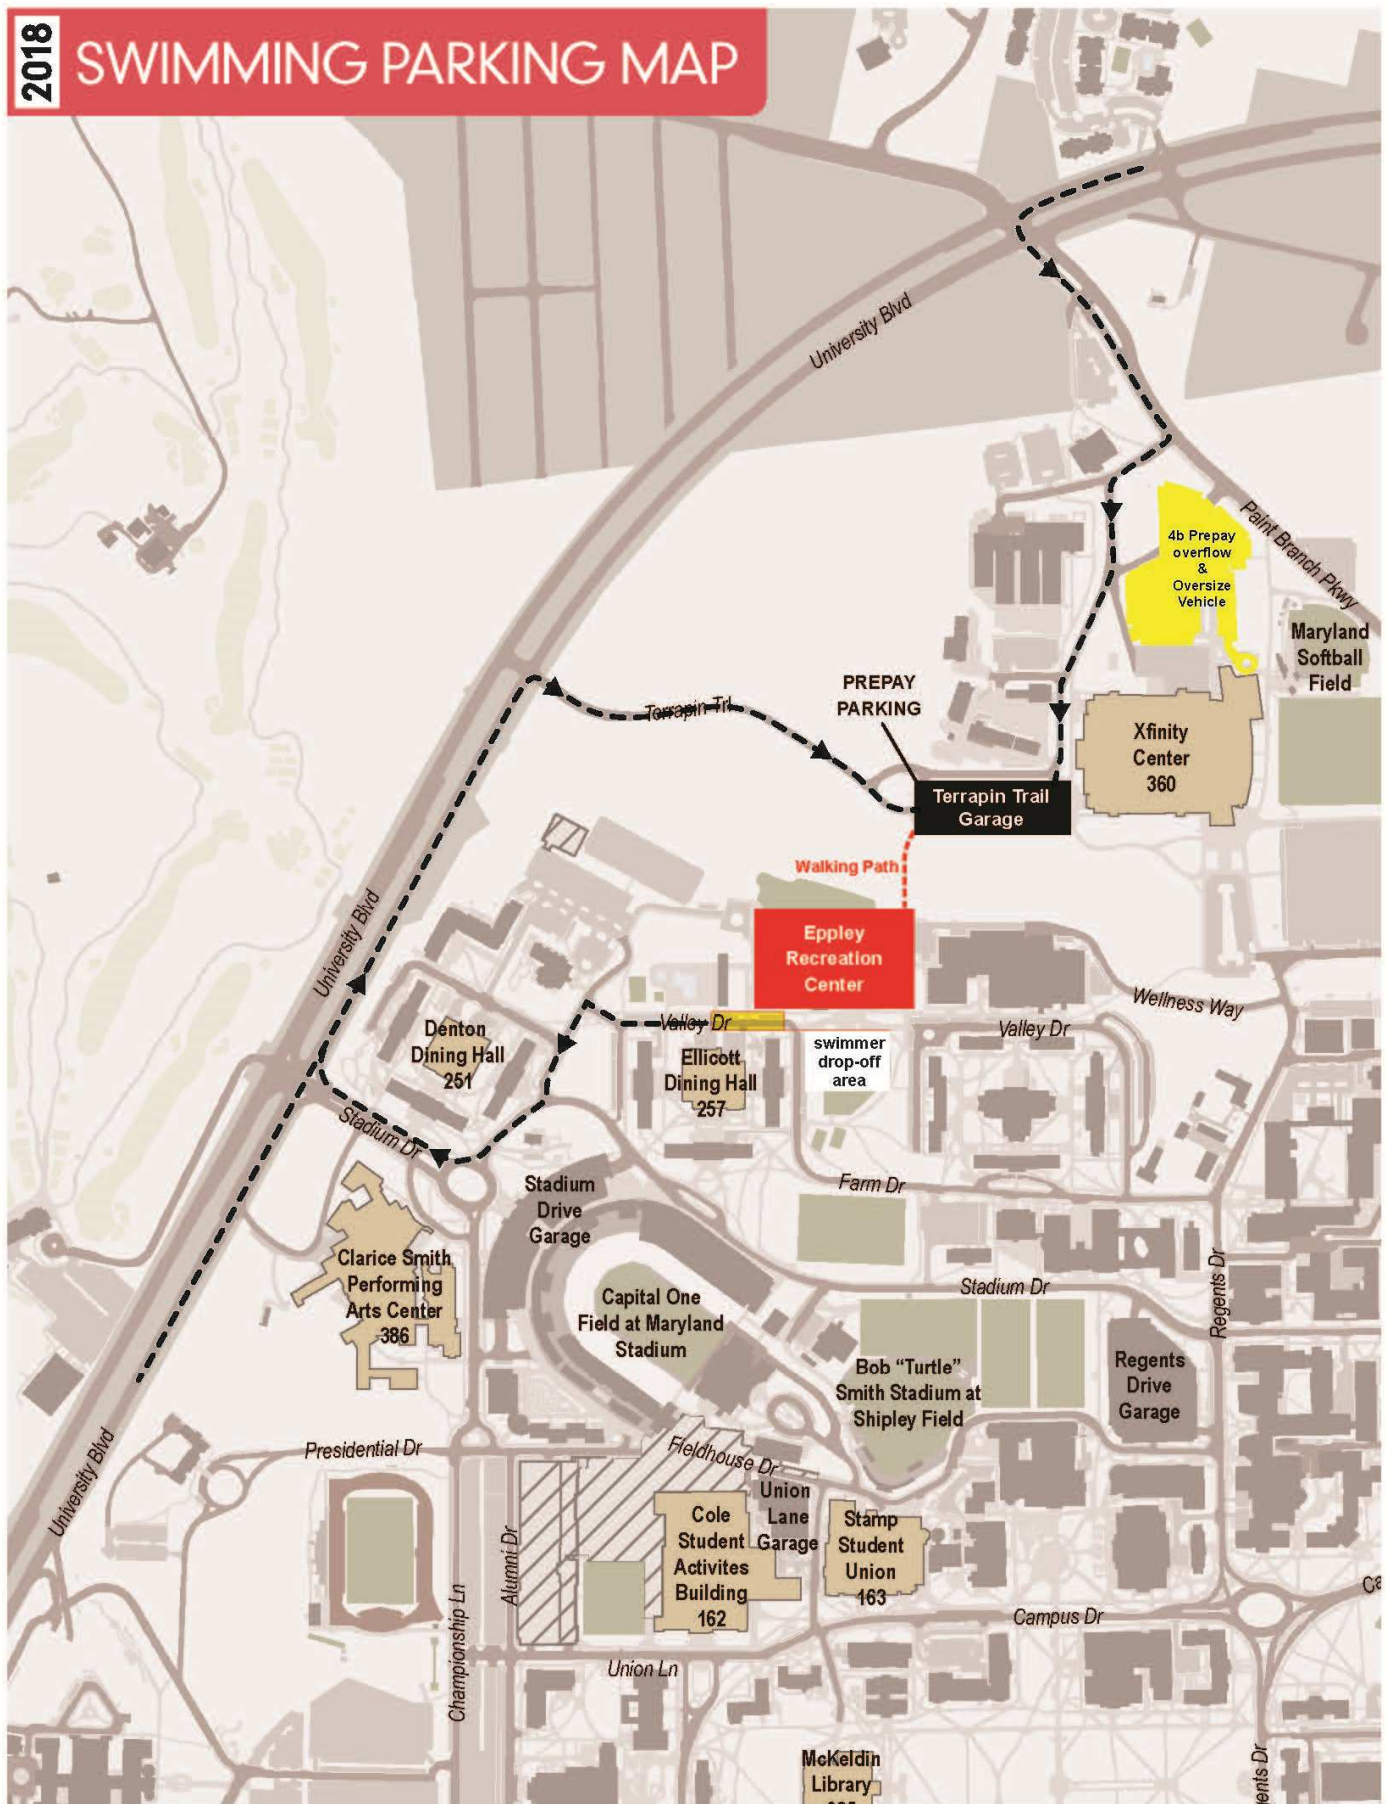 2018
SWIMMING PARKING MAP
University Blvd
Paint Branch Pkwy
4b Prepay
overflow
&
Oversize
Vehicle
Maryland
Softball
Field
PREPAY
PARKING
Terrapin Trl
Xfinity
Center
360
Terrapin Trail
Garage
Walking Path
University Blvd
Eppley
Recreation
Center
Wellness Way
Valley Dr
Valley Dr
Denton
Dining Hall
251
Ellicott
Dining Hall
257
swimmer
drop-off
area
Stadium Dr
Stadium
Drive
Garage
Farm Dr
Clarice Smith
Performing
Arts Center
386
Capital One
Field at Maryland
Stadium
Stadium Dr
Regents Dr
Bob “Turtle”
Smith Stadium at
Shipley Field
Regents
Drive
Garage
University Blvd
Presidential Dr
Fieldhouse Dr
Union
Lane
Garage
Cole
Student
Activites
Building
162
Stamp
Student
Union
163
Alumni Dr
Championship Ln
Campus Dr
Ca
Union Ln
McKeldin
Library
ents Dr